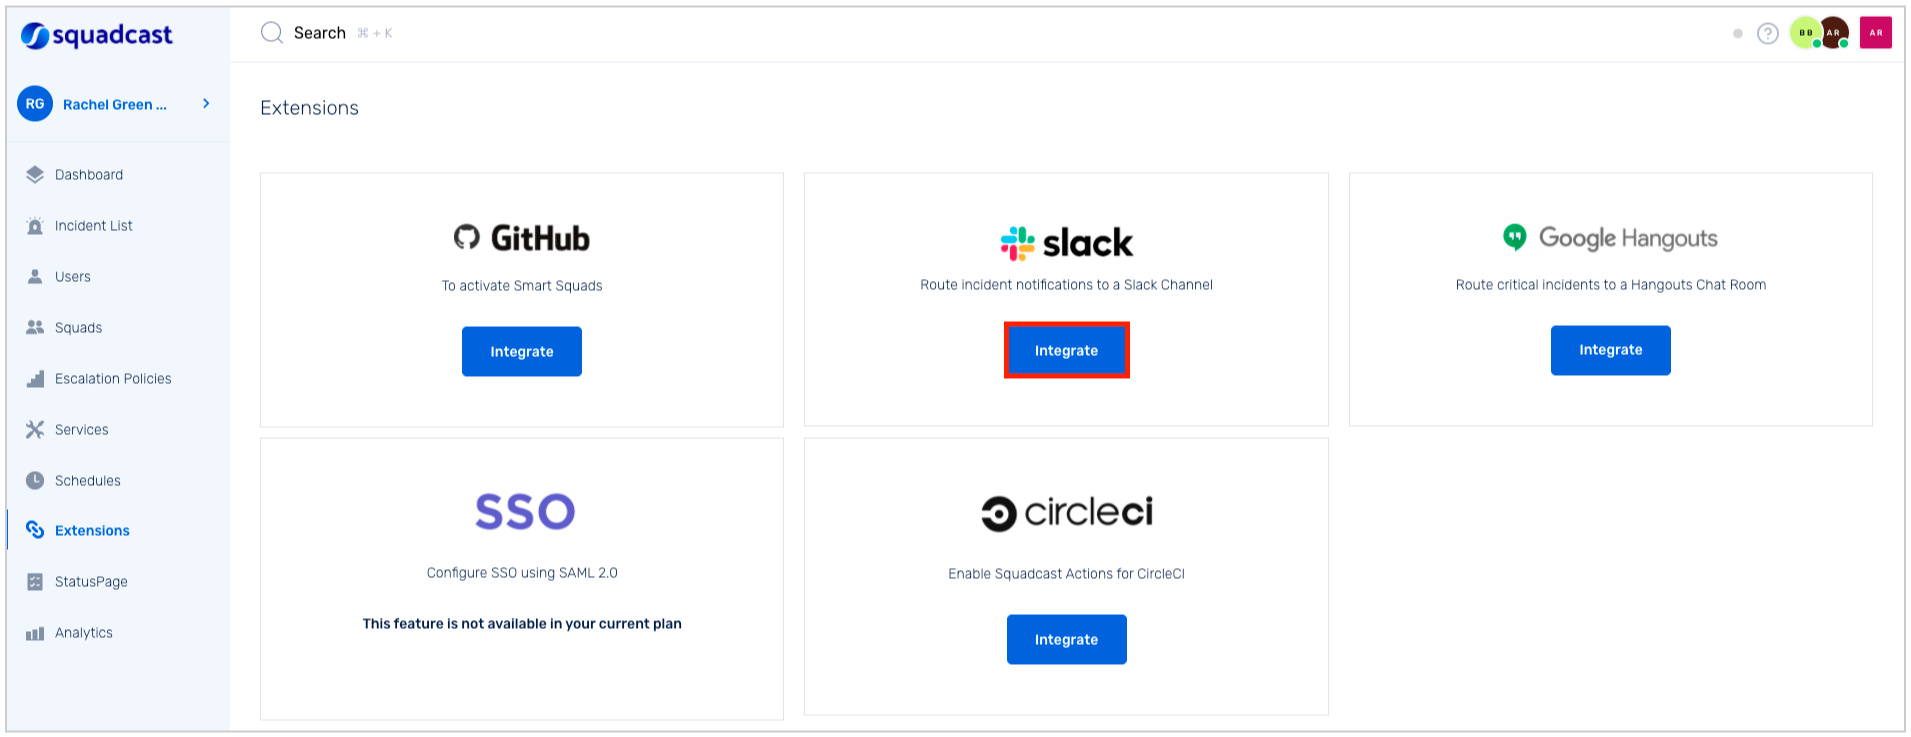 squadcast
Search ⌘ + K
?
BB
AR
AR
RG
Rachel Green ...
Extensions
Dashboard
Incident List
Users
Squads
Escalation Policies
Services
Schedules
Extensions
StatusPage
Analytics
GitHub
To activate Smart Squads
Integrate
slack
Route incident notifications to a Slack Channel
Integrate
Google Hangouts
Route critical incidents to a Hangouts Chat Room
Integrate
SSO
Configure SSO using SAML 2.0
This feature is not available in your current plan
circleci
Enable Squadcast Actions for CircleCI
Integrate